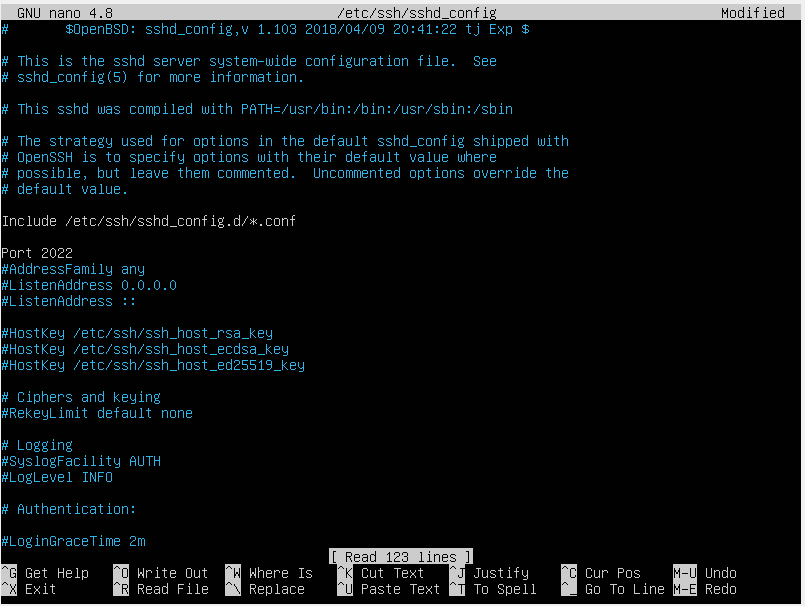 GNU nano 4.8 /etc/ssh/sshd_config Modified
# $OpenBSD: sshd_config,v 1.103 2018/04/09 20:41:22 tj Exp $
# This is the sshd server system-wide configuration file. See
# sshd_config(5) for more information.
# This sshd was compiled with PATH=/usr/bin:/bin:/usr/sbin:/sbin
# The strategy used for options in the default sshd_config shipped with
# OpenSSH is to specify options with their default value where
# possible, but leave them commented. Uncommented options override the
# default value.
Include /etc/ssh/sshd_config.d/*.conf
Port 2022
#AddressFamily any
#ListenAddress 0.0.0.0
#ListenAddress ::
#HostKey /etc/ssh/ssh_host_rsa_key
#HostKey /etc/ssh/ssh_host_ecdsa_key
#HostKey /etc/ssh/ssh_host_ed25519_key
# Ciphers and keying
#RekeyLimit default none
# Logging
#SyslogFacility AUTH
#LogLevel INFO
# Authentication:
#LoginGraceTime 2m
[ Read 123 lines ]
^G Get Help ^O Write Out ^W Where Is ^K Cut Text ^J Justify ^C Cur Pos M-U Undo
^X Exit ^R Read File ^\ Replace ^U Paste Text ^T To Spell ^_ Go To Line M-E Redo